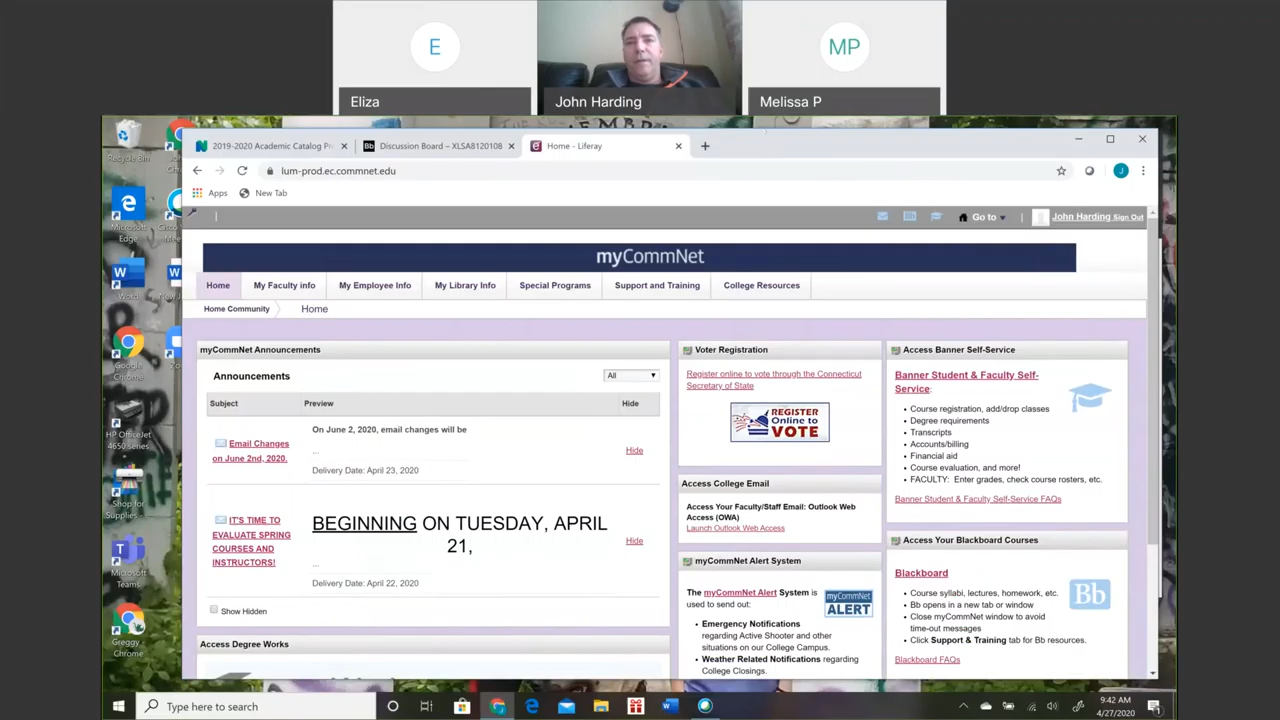 E
MP
Eliza
John Harding
Melissa P
Recycle Bin
2019-2020 Academic Catalog Pr
Bb
Discussion Board – XLSA8120108
Home - Liferay
lum-prod.ec.commnet.edu
J
Apps
New Tab
Go to
John Harding Sign Out
myCommNet
Home
My Faculty info
My Employee Info
My Library Info
Special Programs
Support and Training
College Resources
Home Community
Home
myCommNet Announcements
Announcements
All
Subject
Preview
Hide
Email Changes
on June 2nd, 2020.
On June 2, 2020, email changes will be
...
Delivery Date: April 23, 2020
Hide
IT'S TIME TO
EVALUATE SPRING
COURSES AND
INSTRUCTORS!
BEGINNING ON TUESDAY, APRIL
21,
...
Delivery Date: April 22, 2020
Hide
Show Hidden
Access Degree Works
Voter Registration
Register online to vote through the Connecticut
Secretary of State
REGISTER
Online to
VOTE
Access College Email
Access Your Faculty/Staff Email: Outlook Web
Access (OWA)
Launch Outlook Web Access
myCommNet Alert System
The myCommNet Alert System is
used to send out:
myCommNet
ALERT
Emergency Notifications
regarding Active Shooter and other
situations on our College Campus.
Weather Related Notifications regarding
College Closings.
Access Banner Self-Service
Banner Student & Faculty Self-
Service:
Course registration, add/drop classes
Degree requirements
Transcripts
Accounts/billing
Financial aid
Course evaluation, and more!
FACULTY: Enter grades, check course rosters, etc.
Banner Student & Faculty Self-Service FAQs
Access Your Blackboard Courses
Blackboard
Course syllabi, lectures, homework, etc.
Bb opens in a new tab or window
Close myCommNet window to avoid
time-out messages
Click Support & Training tab for Bb resources.
Bb
Blackboard FAQs
Microsoft
Edge
Word
Google
Chrome
HP OfficeJet
4650 series
Shop for
Supplies -
Microsoft
Teams
Greggy -
Chrome
Type here to search
9:42 AM
4/27/2020